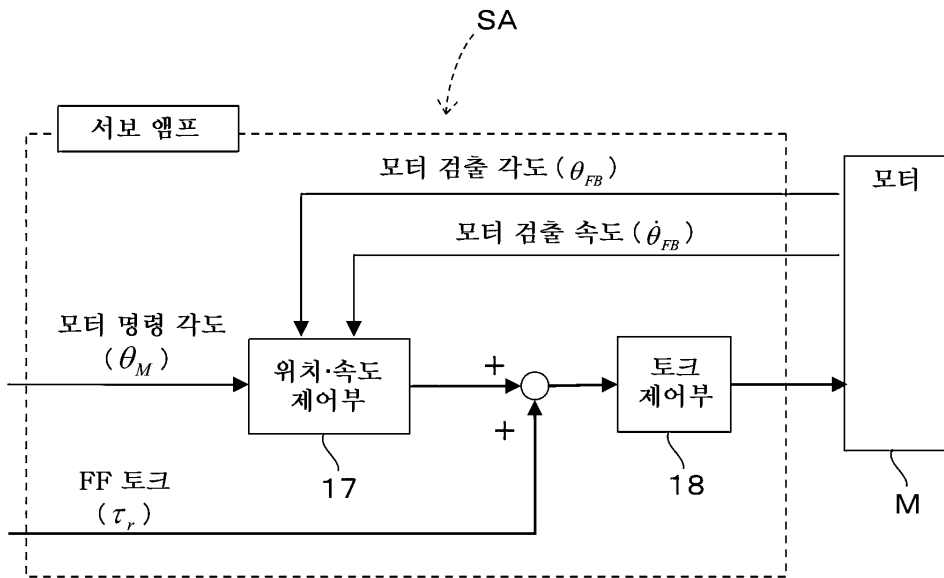 SA
서보 앰프
모터 검출 각도 (θ_FB)
모터
모터 검출 속도 (θ̇_FB)
모터 명령 각도
(θ_M)
위치·속도
제어부
+
+
토크
제어부
17
18
M
FF 토크
(τ_r)